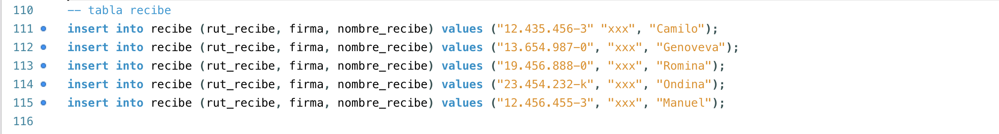 110 -- tabla recibe
111 insert into recibe (rut_recibe, firma, nombre_recibe) values ("12.435.456-3" "xxx", "Camilo");
112 insert into recibe (rut_recibe, firma, nombre_recibe) values ("13.654.987-0", "xxx", "Genoveva");
113 insert into recibe (rut_recibe, firma, nombre_recibe) values ("19.456.888-0", "xxx", "Romina");
114 insert into recibe (rut_recibe, firma, nombre_recibe) values ("23.454.232-k", "xxx", "Ondina");
115 insert into recibe (rut_recibe, firma, nombre_recibe) values ("12.456.455-3", "xxx", "Manuel");
116